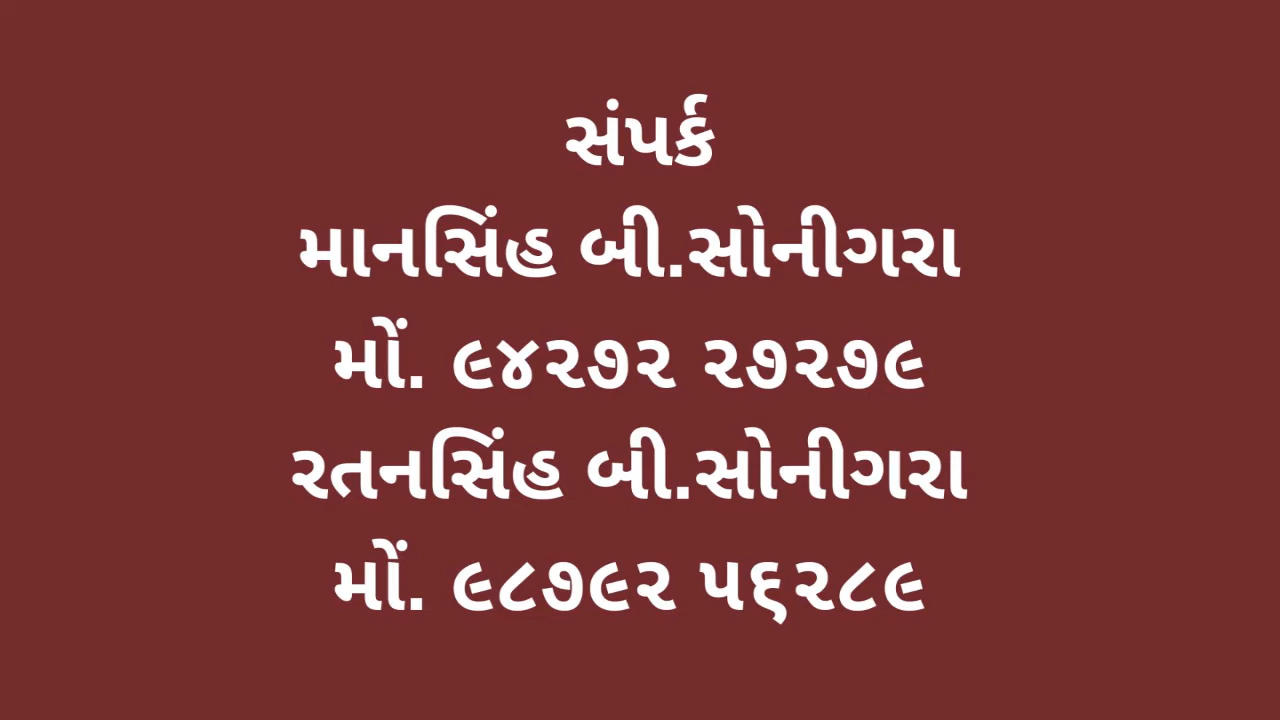 સંપર્ક
માનસિંહ બી.સોનીગરા
મોં. ૯૪૨૭૨ ૨૭૨૭૯
રતનસિંહ બી.સોનીગરા
મોં. ૯૮૭૯૨ ૫૬૨૮૯